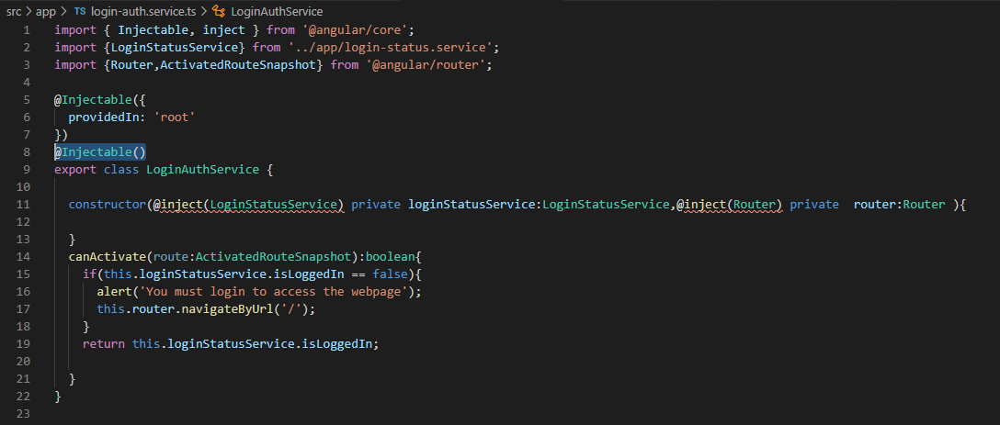 src > app > TS login-auth.service.ts > LoginAuthService
1 import { Injectable, inject } from '@angular/core';
2 import {LoginStatusService} from '../app/login-status.service';
3 import {Router,ActivatedRouteSnapshot} from '@angular/router';
4
5 @Injectable({
6   providedIn: 'root'
7 })
8 @Injectable()
9 export class LoginAuthService {
10
11   constructor(@inject(LoginStatusService) private loginStatusService:LoginStatusService,@inject(Router) private  router:Router ){
12
13   }
14   canActivate(route:ActivatedRouteSnapshot):boolean{
15     if(this.loginStatusService.isLoggedIn == false){
16       alert('You must login to access the webpage');
17       this.router.navigateByUrl('/');
18     }
19     return this.loginStatusService.isLoggedIn;
20
21   }
22 }
23